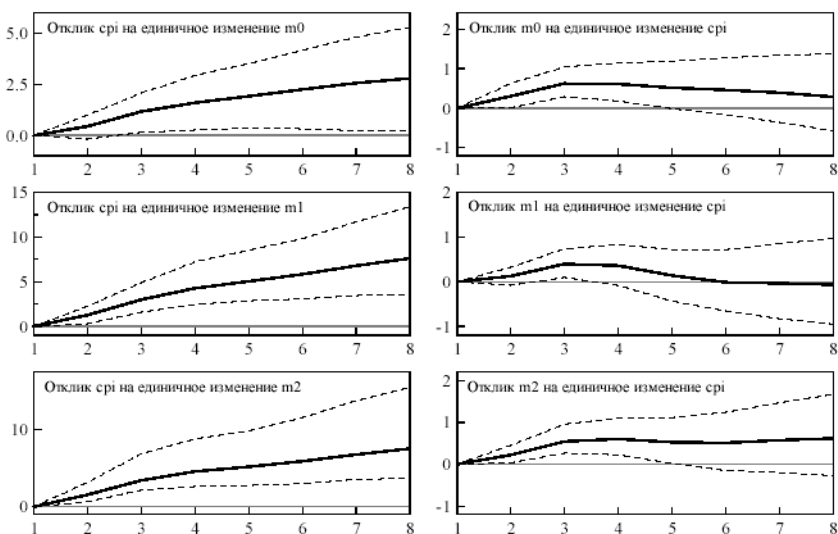 Отклик cpi на единичное изменение m0
5.0
2.5
0.0
1 2 3 4 5 6 7 8
Отклик m0 на единичное изменение cpi
2
1
0
-1
1 2 3 4 5 6 7 8
Отклик cpi на единичное изменение m1
15
10
5
0
1 2 3 4 5 6 7 8
Отклик m1 на единичное изменение cpi
2
1
0
-1
1 2 3 4 5 6 7 8
Отклик cpi на единичное изменение m2
10
0
1 2 3 4 5 6 7 8
Отклик m2 на единичное изменение cpi
2
1
0
-1
1 2 3 4 5 6 7 8